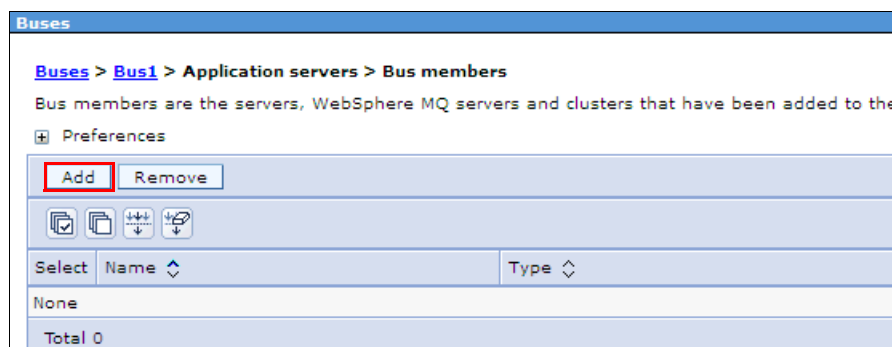 Buses
Buses > Bus1 > Application servers > Bus members
Bus members are the servers, WebSphere MQ servers and clusters that have been added to the
Preferences
Add Remove
Select Name Type
None
Total 0